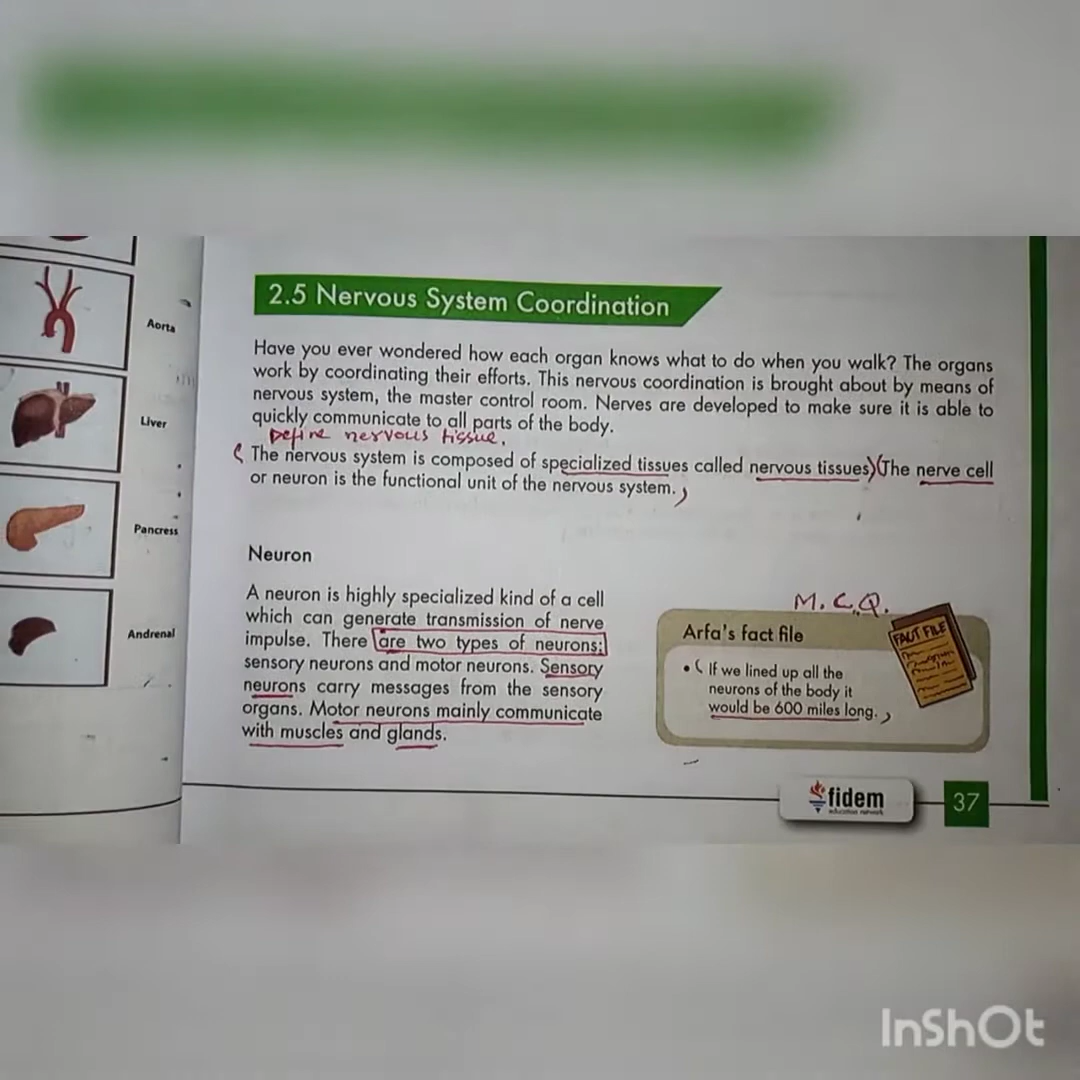 Aorta
Liver
Pancress
Andrenal
2.5 Nervous System Coordination
Have you ever wondered how each organ knows what to do when you walk? The organs
work by coordinating their efforts. This nervous coordination is brought about by means of
nervous system, the master control room. Nerves are developed to make sure it is able to
quickly communicate to all parts of the body.
Define nervous tissue.
(The nervous system is composed of specialized tissues called nervous tissues)(The nerve cell
or neuron is the functional unit of the nervous system.)
Neuron
A neuron is highly specialized kind of a cell
which can generate transmission of nerve
impulse. There are two types of neurons:
sensory neurons and motor neurons. Sensory
neurons carry messages from the sensory
organs. Motor neurons mainly communicate
with muscles and glands.
M.C.Q.
Arfa's fact file
FACT FILE
• (If we lined up all the
neurons of the body it
would be 600 miles long.)
fidem
education network
37
InShOt